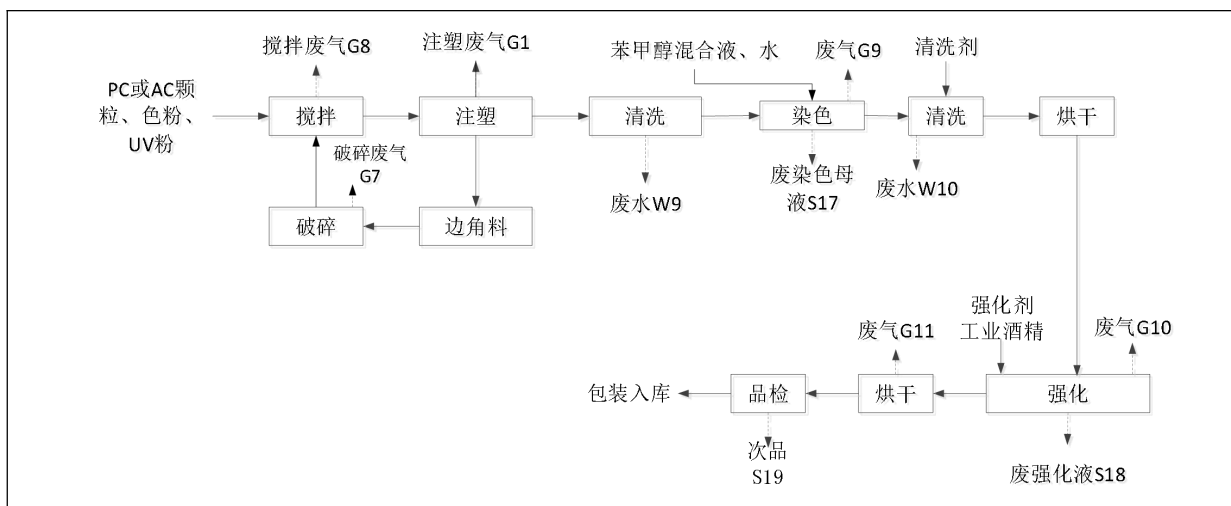 搅拌废气G8
注塑废气G1
苯甲醇混合液、水
废气G9
清洗剂
PC或AC颗
粒、色粉、
UV粉
搅拌
注塑
清洗
染色
清洗
烘干
破碎废气
G7
废水W9
废染色母
液S17
废水W10
破碎
边角料
强化剂
工业酒精
废气G10
废气G11
包装入库
品检
烘干
强化
次品
S19
废强化液S18